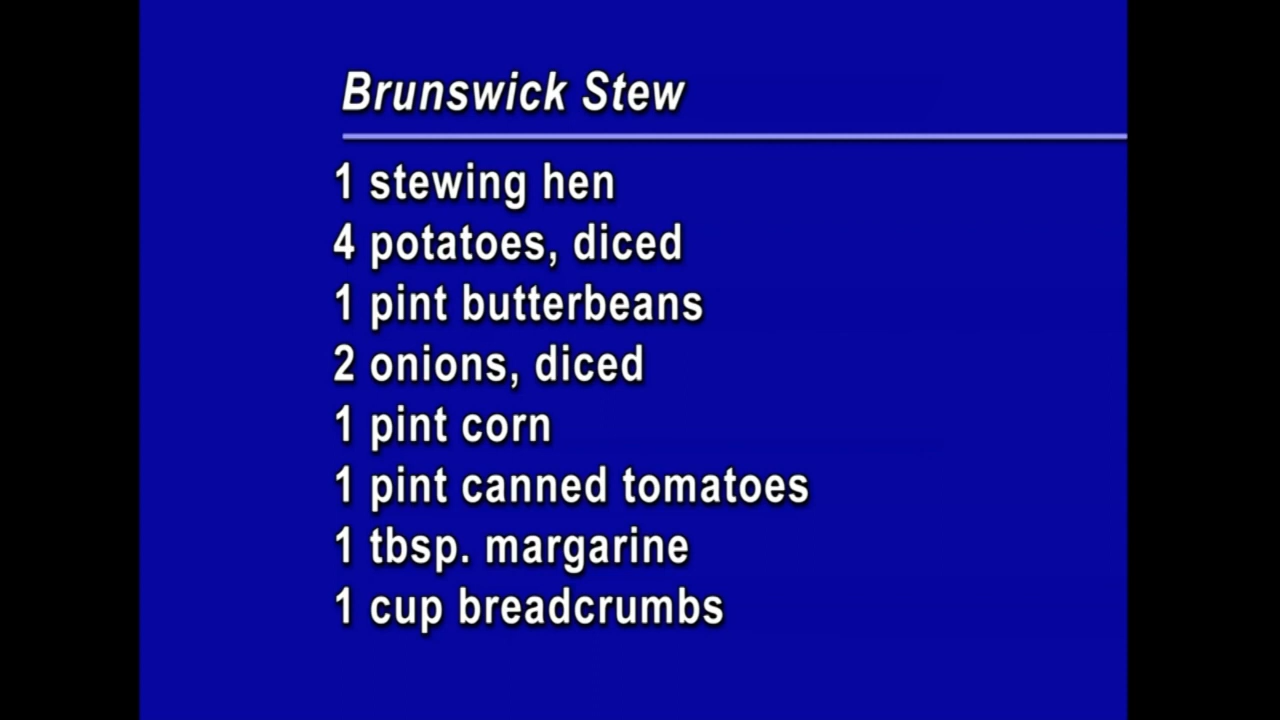 Brunswick Stew
1 stewing hen
4 potatoes, diced
1 pint butterbeans
2 onions, diced
1 pint corn
1 pint canned tomatoes
1 tbsp. margarine
1 cup breadcrumbs